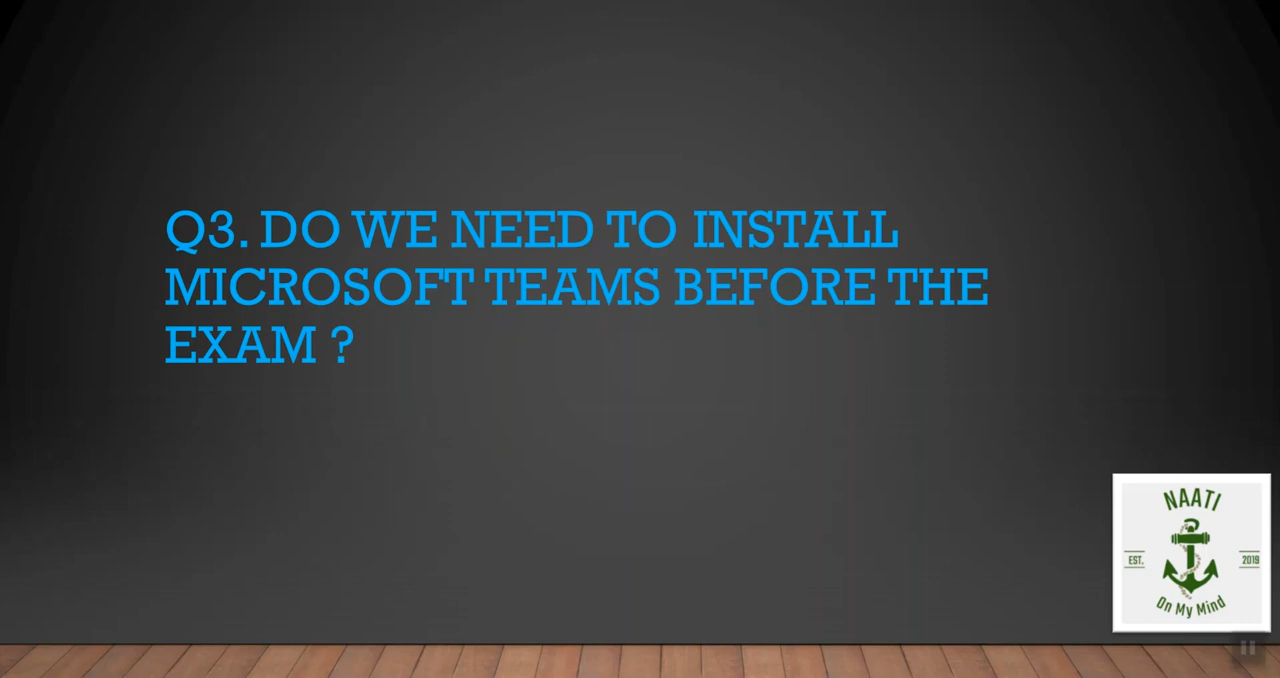 Q3. DO WE NEED TO INSTALL
MICROSOFT TEAMS BEFORE THE
EXAM ?
NAATI
EST. 2019
On My Mind